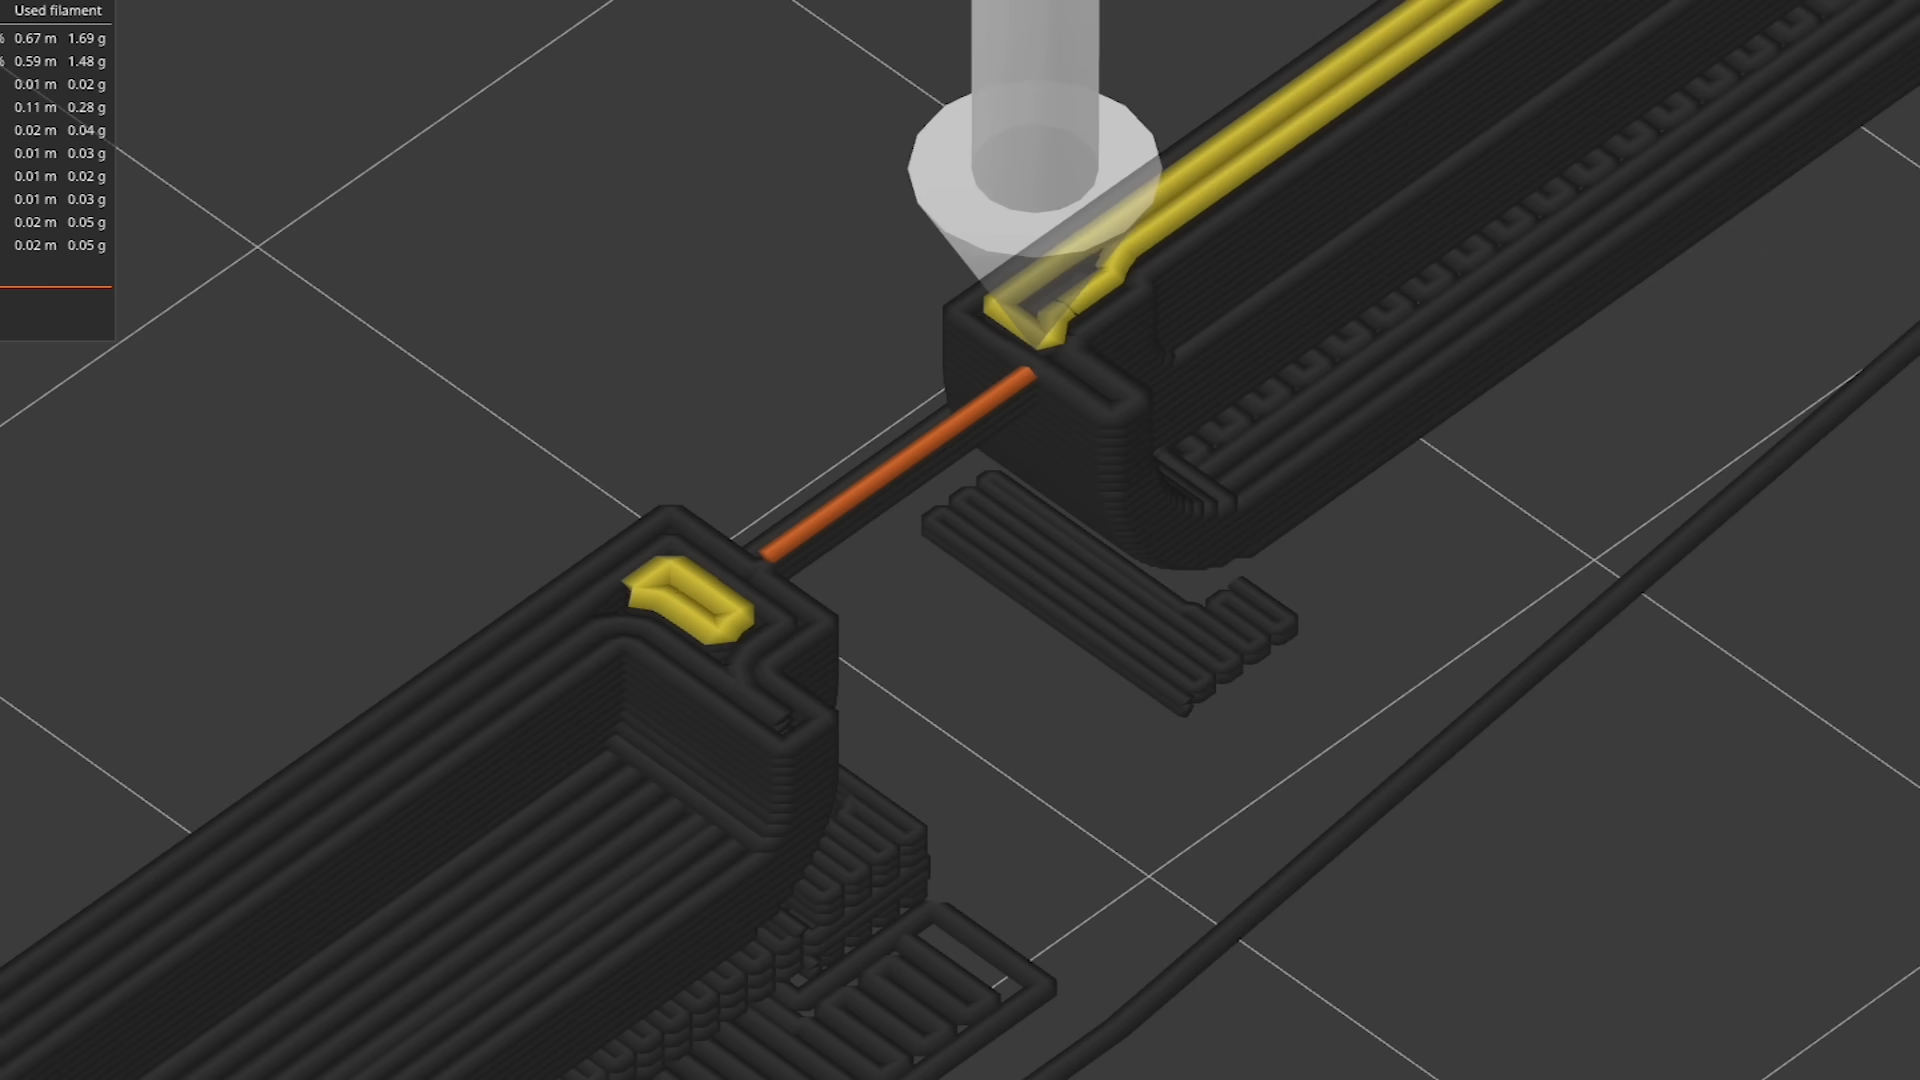 Used filament
% 0.67 m 1.69 g
% 0.59 m 1.48 g
0.01 m 0.02 g
0.11 m 0.28 g
0.02 m 0.04 g
0.01 m 0.03 g
0.01 m 0.02 g
0.01 m 0.03 g
0.02 m 0.05 g
0.02 m 0.05 g